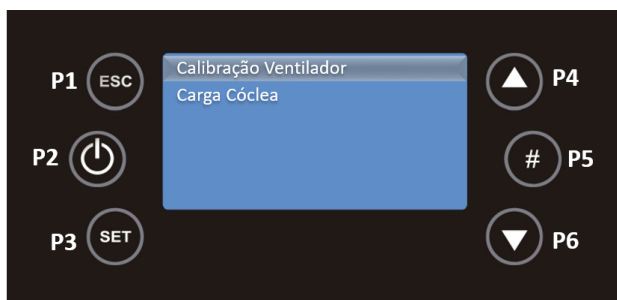 P1 ESC
P2
P3 SET
Calibração Ventilador
Carga Cóclea
P4
# P5
P6